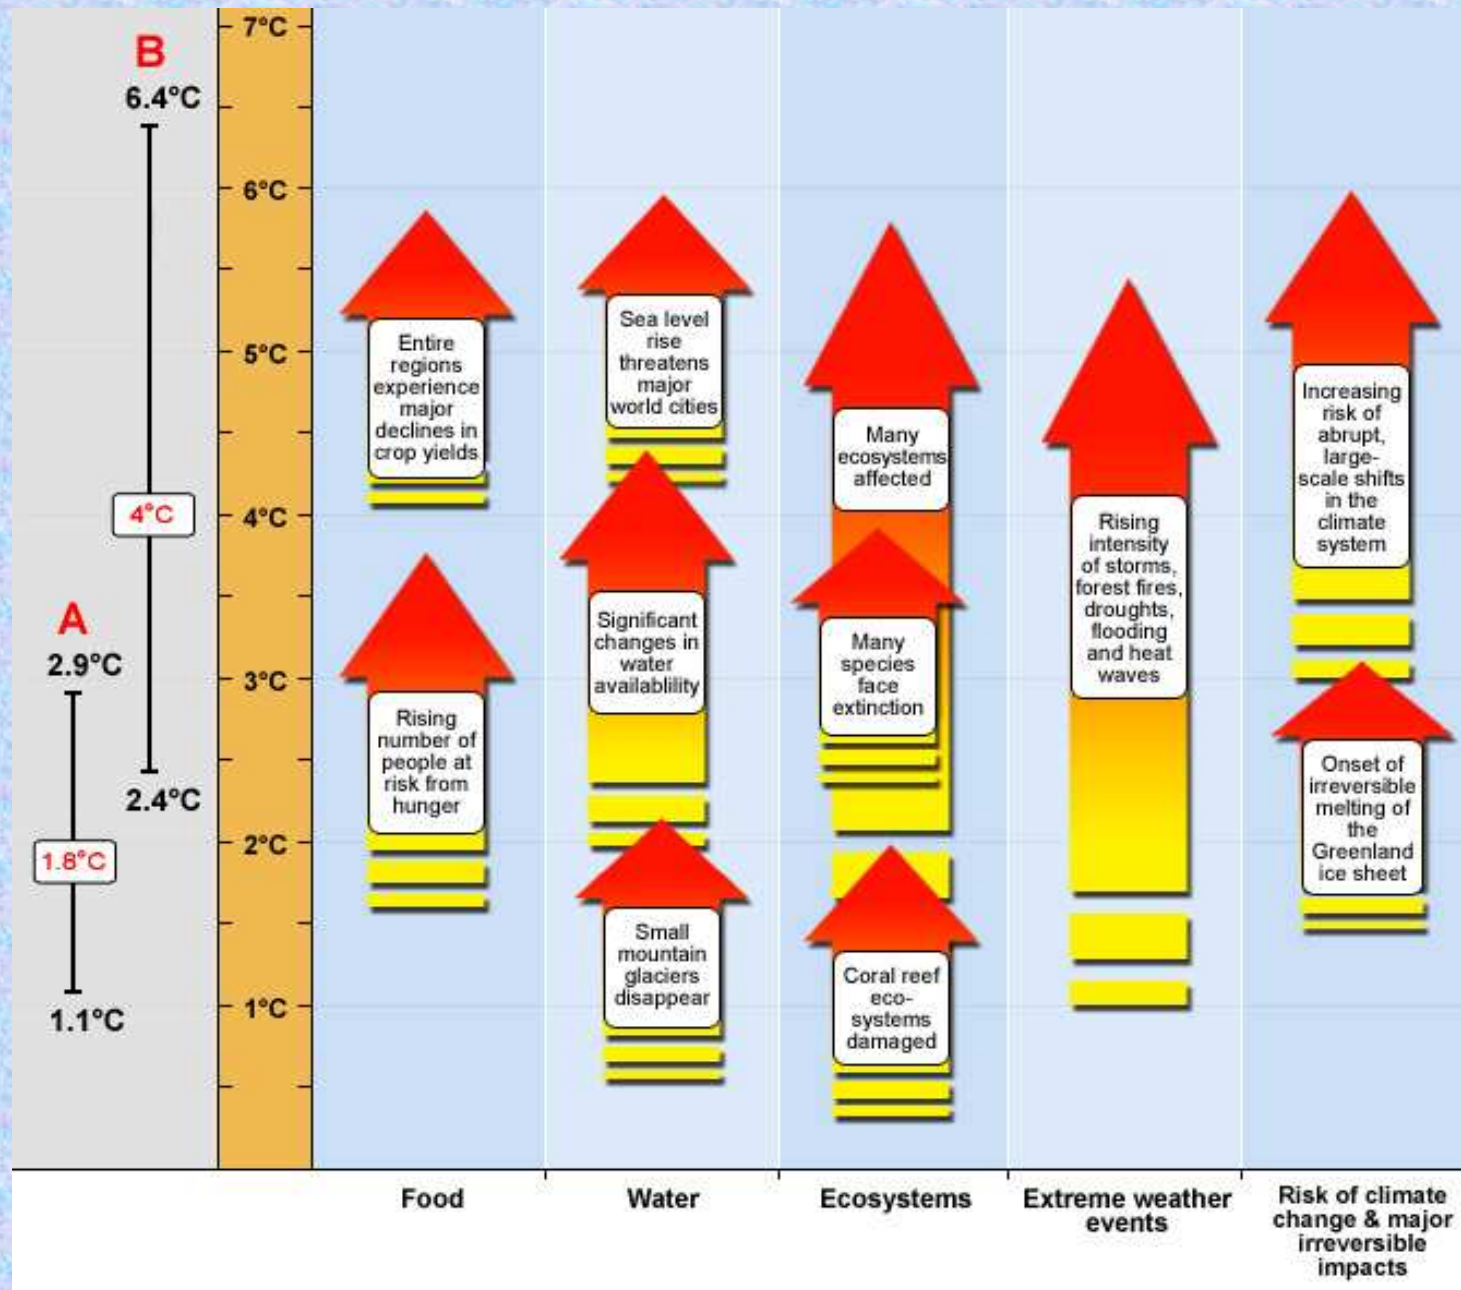 B
6.4°C
4°C
A
2.9°C
2.4°C
1.8°C
1.1°C
7°C
6°C
5°C
4°C
3°C
2°C
1°C
Entire
regions
experience
major
declines in
crop yields
Rising
number of
people at
risk from
hunger
Sea level
rise
threatens
major
world cities
Significant
changes in
water
availablility
Small
mountain
glaciers
disappear
Many
ecosystems
affected
Many
species
face
extinction
Coral reef
eco-
systems
damaged
Rising
intensity
of storms,
forest fires,
droughts,
flooding
and heat
waves
Increasing
risk of
abrupt,
large-
scale shifts
in the
climate
system
Onset of
irreversible
melting of
the
Greenland
ice sheet
Food
Water
Ecosystems
Extreme weather
events
Risk of climate
change & major
irreversible
impacts